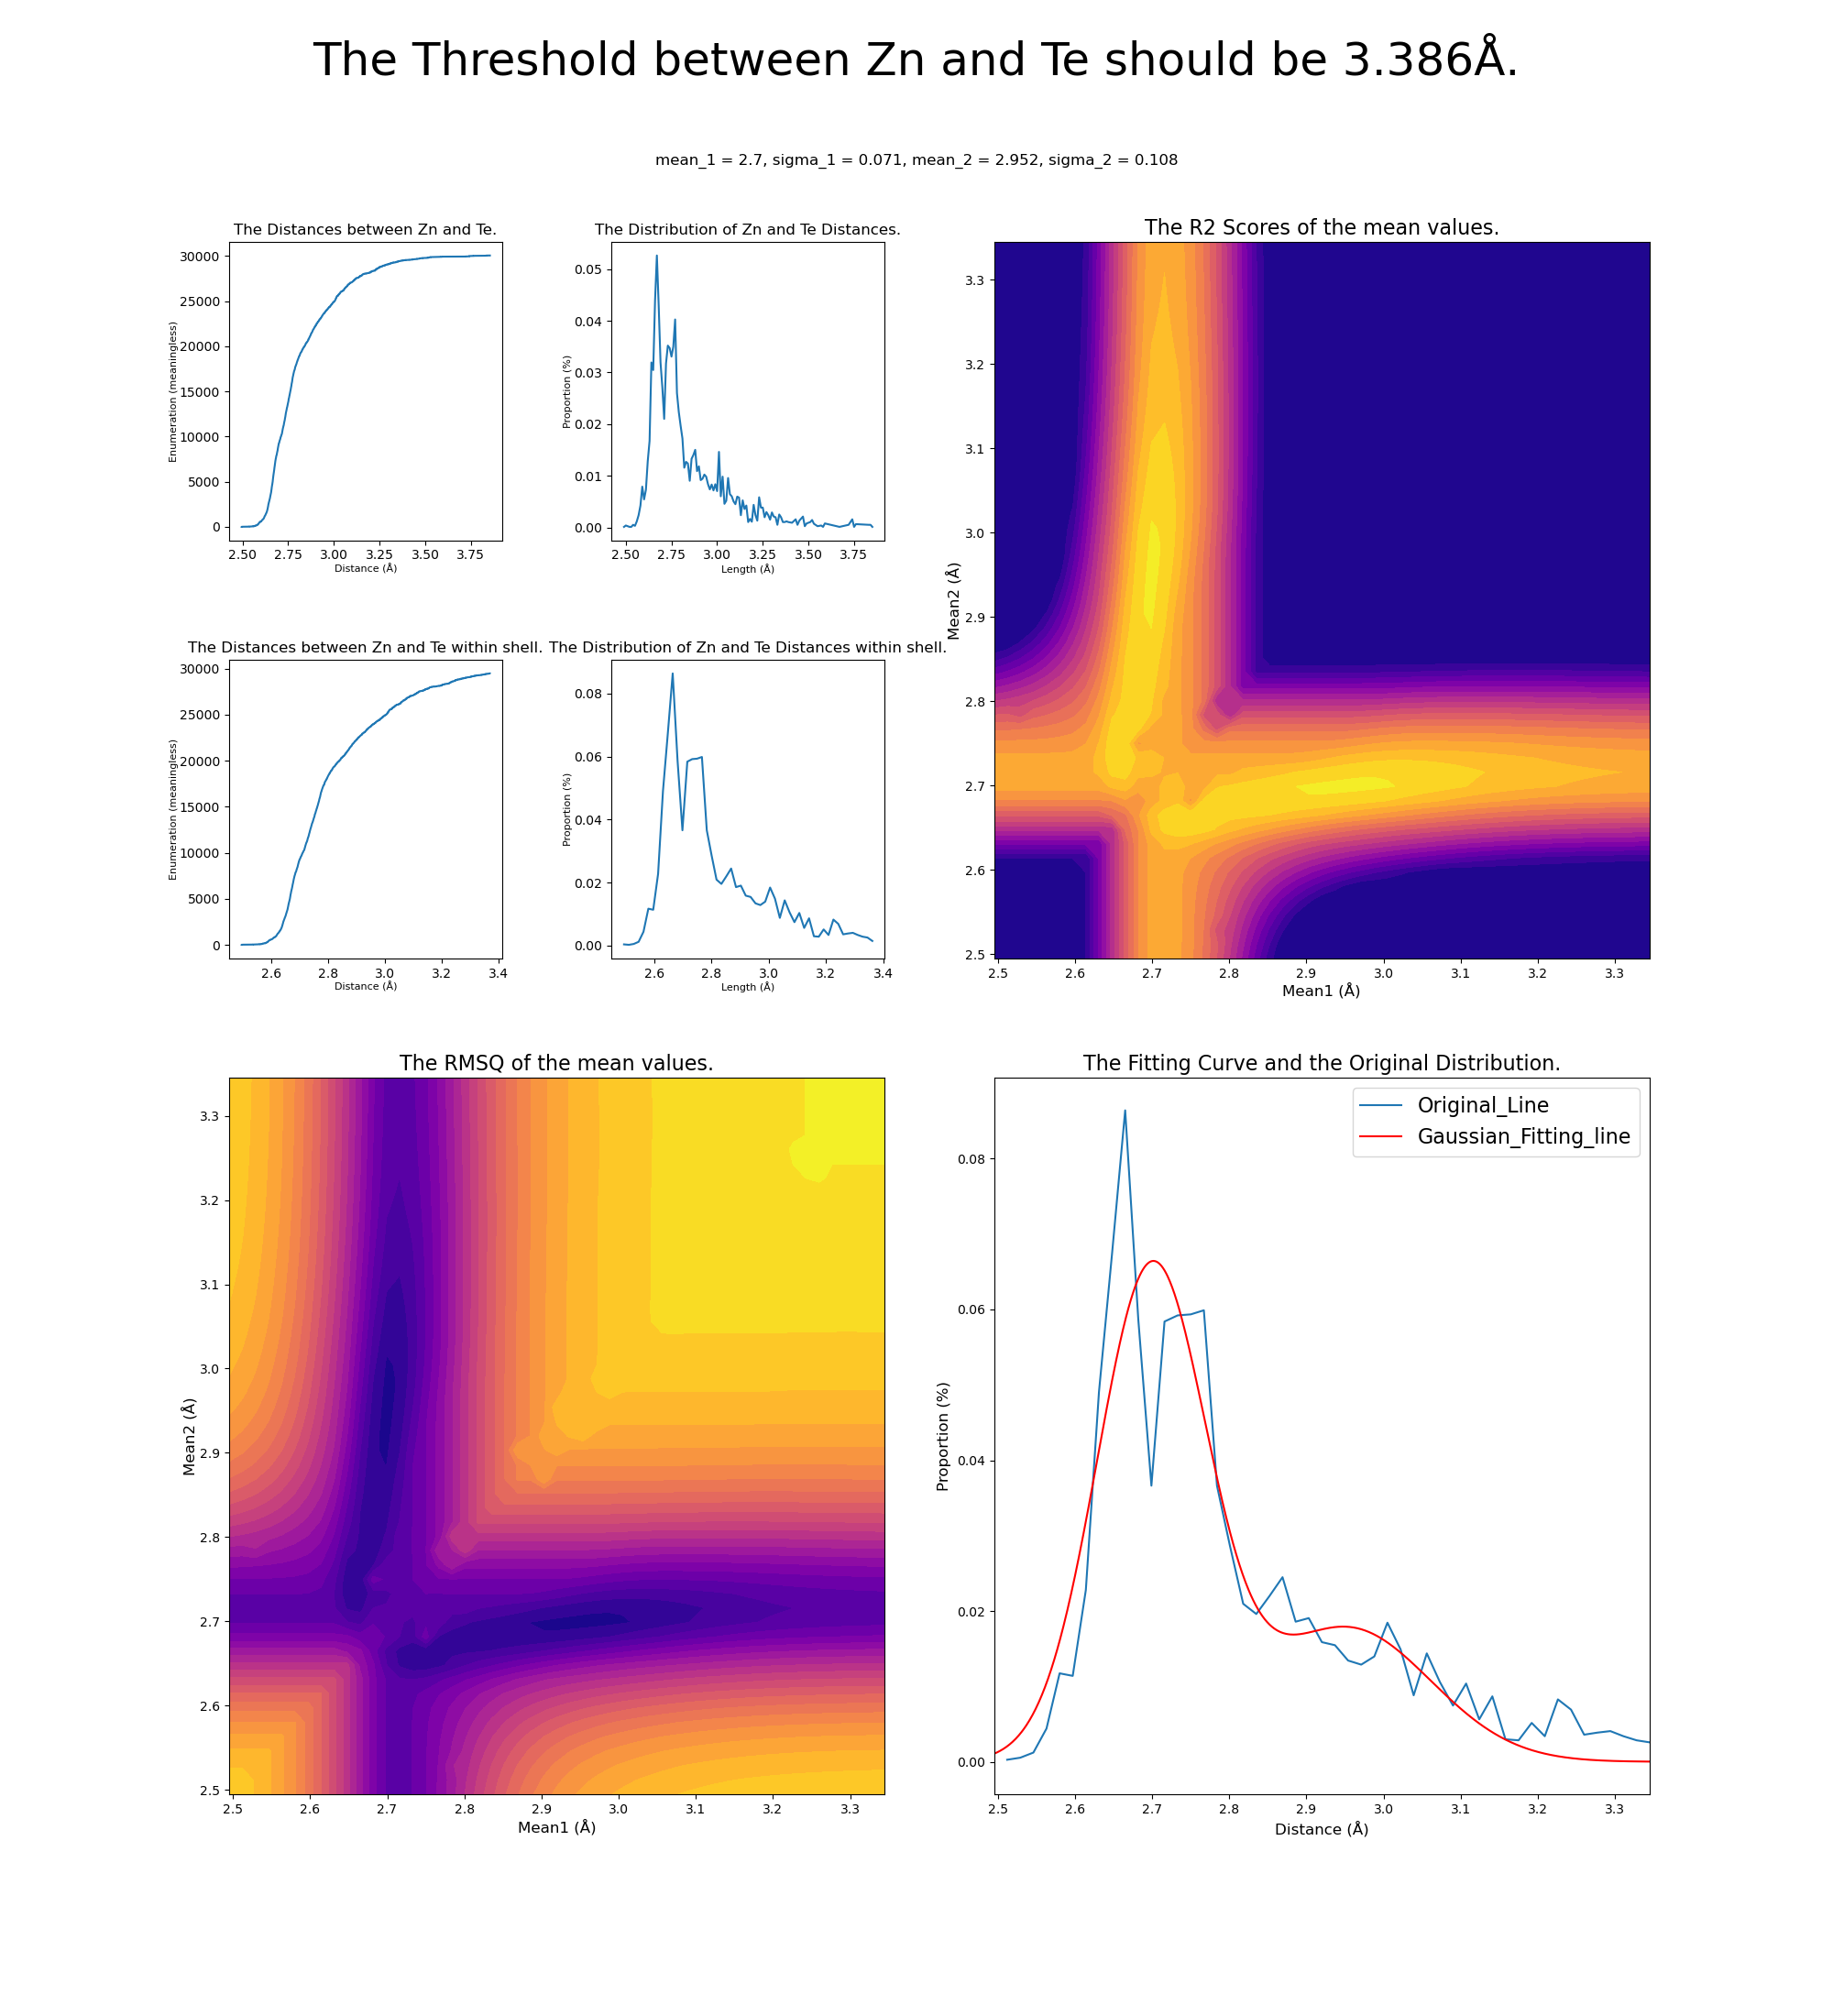 The Threshold between Zn and Te should be 3.386Å.
mean_1 = 2.7, sigma_1 = 0.071, mean_2 = 2.952, sigma_2 = 0.108
The Distances between Zn and Te.
30000
25000
20000
15000
10000
5000
0
Enumeration (meaningless)
2.50 2.75 3.00 3.25 3.50 3.75
Distance (Å)
The Distribution of Zn and Te Distances.
0.05
0.04
0.03
0.02
0.01
0.00
Proportion (%)
2.50 2.75 3.00 3.25 3.50 3.75
Length (Å)
The R2 Scores of the mean values.
3.3
3.2
3.1
3.0
2.9
2.8
2.7
2.6
2.5
Mean2 (Å)
2.5 2.6 2.7 2.8 2.9 3.0 3.1 3.2 3.3
Mean1 (Å)
The Distances between Zn and Te within shell.
30000
25000
20000
15000
10000
5000
0
Enumeration (meaningless)
2.6 2.8 3.0 3.2 3.4
Distance (Å)
The Distribution of Zn and Te Distances within shell.
0.08
0.06
0.04
0.02
0.00
Proportion (%)
2.6 2.8 3.0 3.2 3.4
Length (Å)
The RMSQ of the mean values.
3.3
3.2
3.1
3.0
2.9
2.8
2.7
2.6
2.5
Mean2 (Å)
2.5 2.6 2.7 2.8 2.9 3.0 3.1 3.2 3.3
Mean1 (Å)
The Fitting Curve and the Original Distribution.
Original_Line
Gaussian_Fitting_line
0.08
0.06
0.04
0.02
0.00
Proportion (%)
2.5 2.6 2.7 2.8 2.9 3.0 3.1 3.2 3.3
Distance (Å)